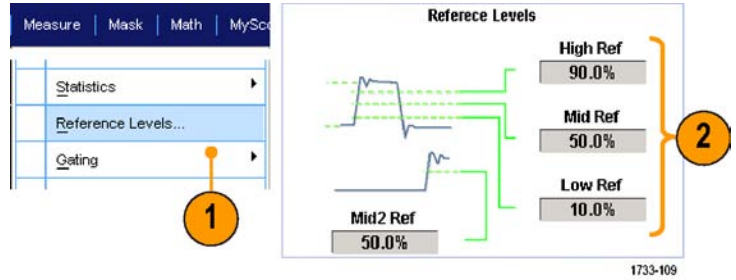 Measure | Mask | Math | MySc
Statistics
Reference Levels...
Gating
1
Referece Levels
High Ref
90.0%
Mid Ref
50.0%
Low Ref
10.0%
Mid2 Ref
50.0%
2
1733-109